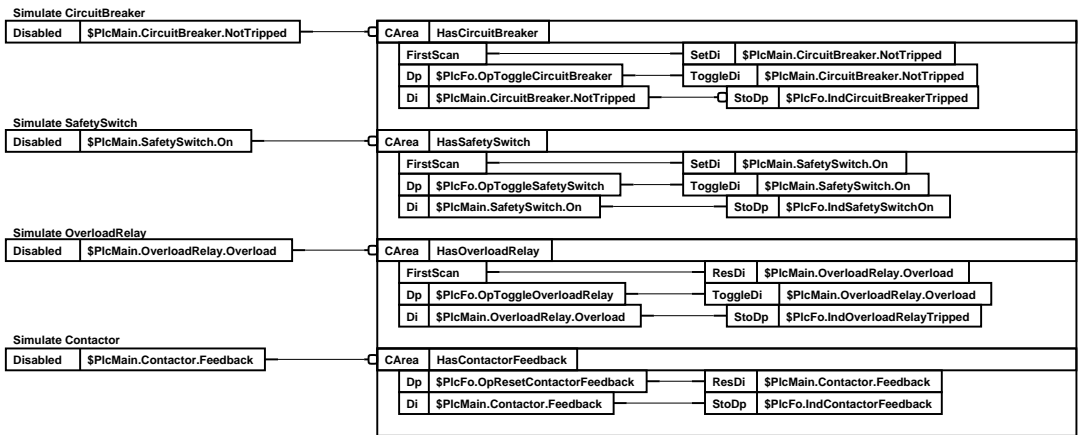 Simulate CircuitBreaker
Disabled $PlcMain.CircuitBreaker.NotTripped CArea HasCircuitBreaker
FirstScan SetDi $PlcMain.CircuitBreaker.NotTripped
Dp $PlcFo.OpToggleCircuitBreaker ToggleDi $PlcMain.CircuitBreaker.NotTripped
Di $PlcMain.CircuitBreaker.NotTripped StoDp $PlcFo.IndCircuitBreakerTripped
Simulate SafetySwitch
Disabled $PlcMain.SafetySwitch.On CArea HasSafetySwitch
FirstScan SetDi $PlcMain.SafetySwitch.On
Dp $PlcFo.OpToggleSafetySwitch ToggleDi $PlcMain.SafetySwitch.On
Di $PlcMain.SafetySwitch.On StoDp $PlcFo.IndSafetySwitchOn
Simulate OverloadRelay
Disabled $PlcMain.OverloadRelay.Overload CArea HasOverloadRelay
FirstScan ResDi $PlcMain.OverloadRelay.Overload
Dp $PlcFo.OpToggleOverloadRelay ToggleDi $PlcMain.OverloadRelay.Overload
Di $PlcMain.OverloadRelay.Overload StoDp $PlcFo.IndOverloadRelayTripped
Simulate Contactor
Disabled $PlcMain.Contactor.Feedback CArea HasContactorFeedback
Dp $PlcFo.OpResetContactorFeedback ResDi $PlcMain.Contactor.Feedback
Di $PlcMain.Contactor.Feedback StoDp $PlcFo.IndContactorFeedback